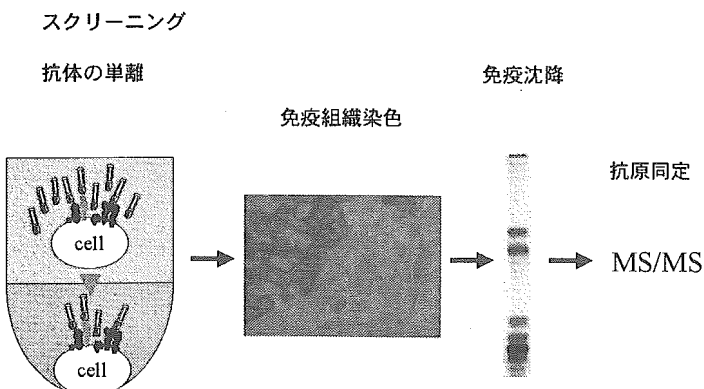 スクリーニング
抗体の単離
免疫組織染色
免疫沈降
抗原同定
cell
MS/MS
cell